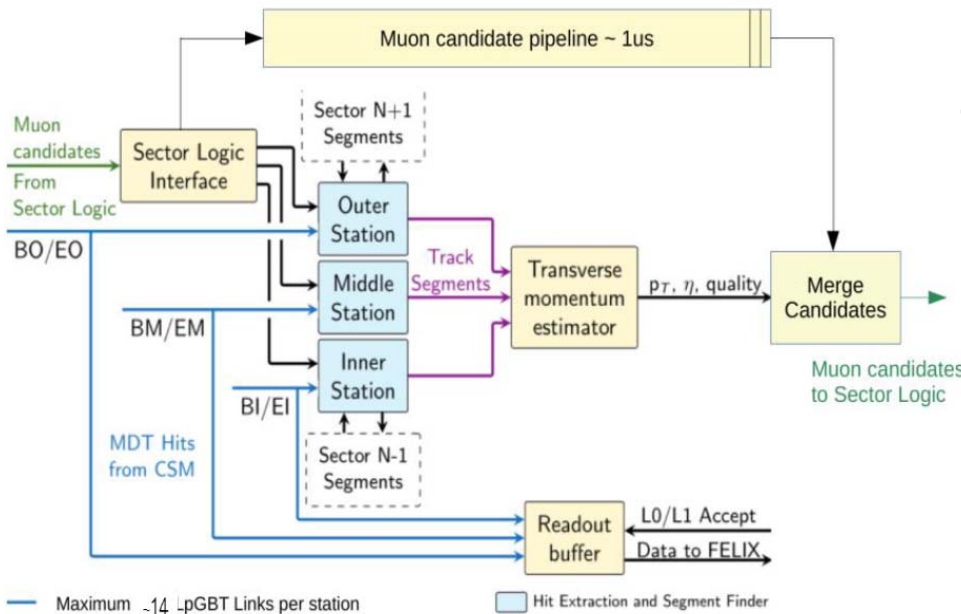 Muon candidate pipeline ~ 1us
Muon
candidates
From
Sector Logic
Sector Logic
Interface
Sector N+1
Segments
Outer
Station
BO/EO
Track
Segments
Middle
Station
BM/EM
Transverse
momentum
estimator
pT, η, quality
Merge
Candidates
Inner
Station
BI/EI
Muon candidates
to Sector Logic
MDT Hits
from CSM
Sector N-1
Segments
Readout
buffer
L0/L1 Accept
Data to FELIX
Maximum ~14 LpGBT Links per station
Hit Extraction and Segment Finder